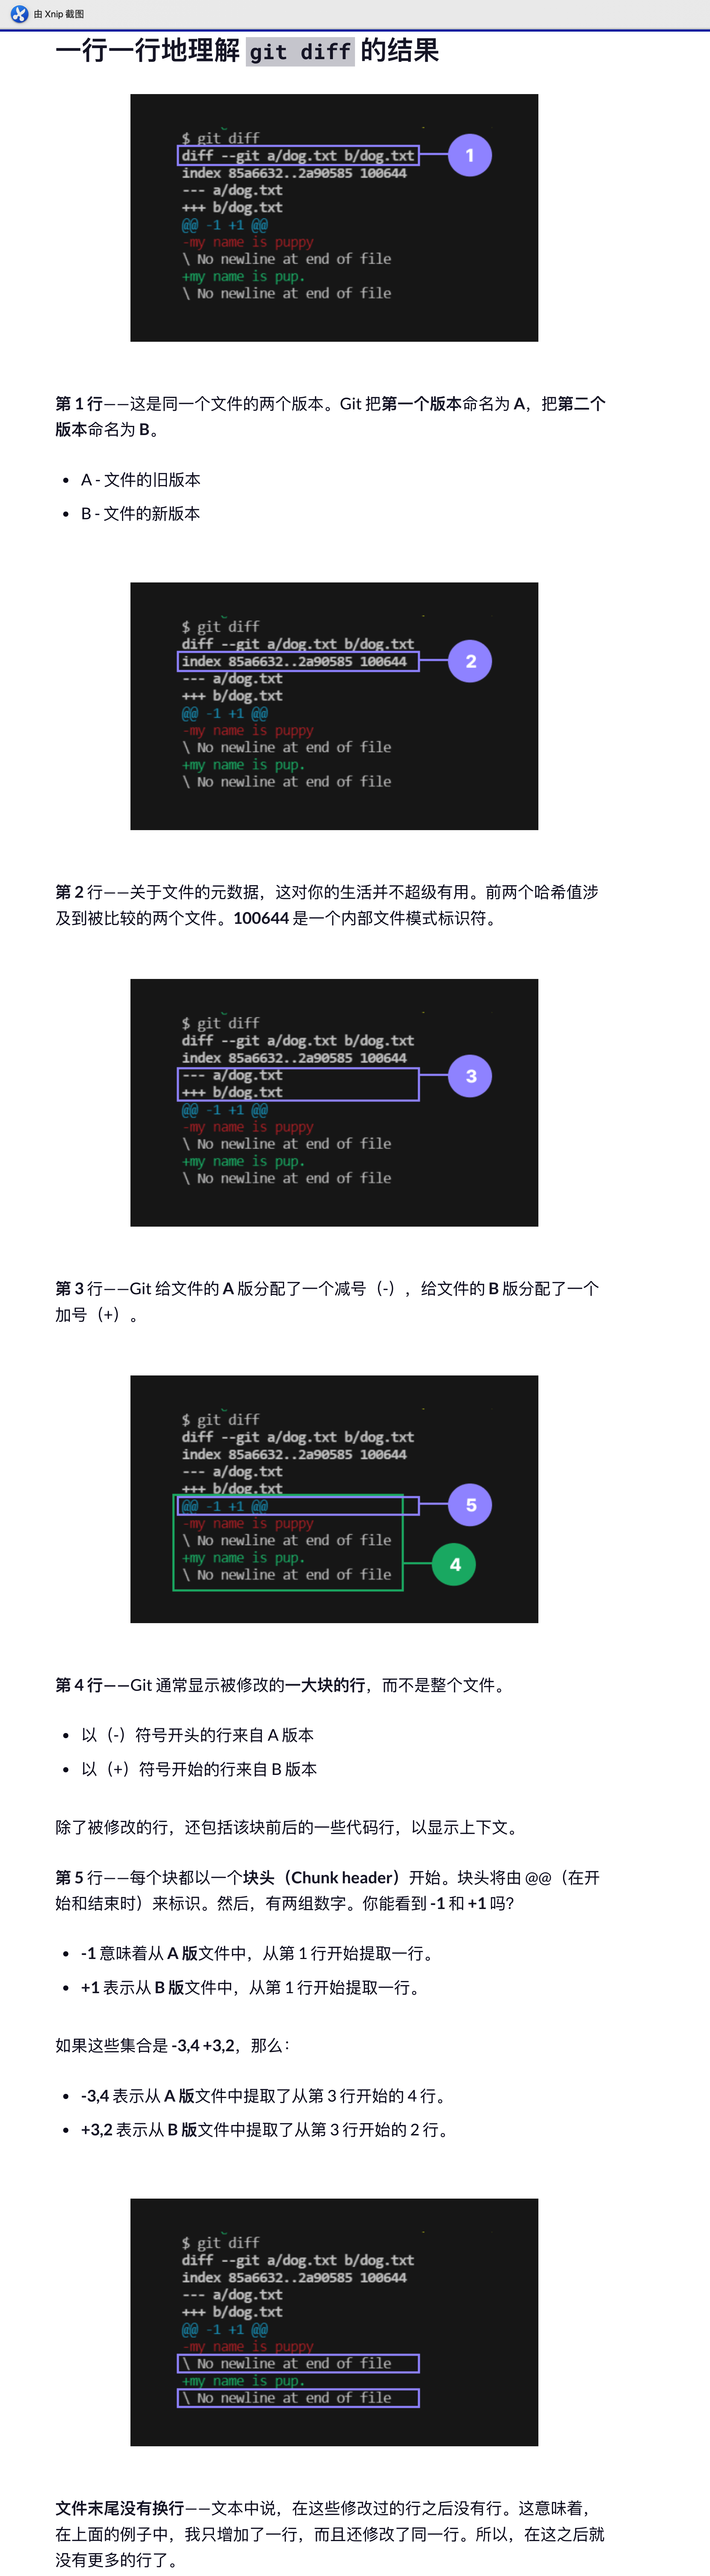 由 Xnip 截图
一行一行地理解 git diff 的结果
$ git diff
diff --git a/dog.txt b/dog.txt
1
index 85a6632..2a90585 100644
--- a/dog.txt
+++ b/dog.txt
@@ -1 +1 @@
-my name is puppy
\ No newline at end of file
+my name is pup.
\ No newline at end of file
第 1 行——这是同一个文件的两个版本。Git 把第一个版本命名为 A，把第二个
版本命名为 B。
• A - 文件的旧版本
• B - 文件的新版本
$ git diff
diff --git a/dog.txt b/dog.txt
index 85a6632..2a90585 100644
2
--- a/dog.txt
+++ b/dog.txt
@@ -1 +1 @@
-my name is puppy
\ No newline at end of file
+my name is pup.
\ No newline at end of file
第 2 行——关于文件的元数据，这对你的生活并不超级有用。前两个哈希值涉
及到被比较的两个文件。100644 是一个内部文件模式标识符。
$ git diff
diff --git a/dog.txt b/dog.txt
index 85a6632..2a90585 100644
--- a/dog.txt
3
+++ b/dog.txt
@@ -1 +1 @@
-my name is puppy
\ No newline at end of file
+my name is pup.
\ No newline at end of file
第 3 行——Git 给文件的 A 版分配了一个减号（-），给文件的 B 版分配了一个
加号（+）。
$ git diff
diff --git a/dog.txt b/dog.txt
index 85a6632..2a90585 100644
--- a/dog.txt
+++ b/dog.txt
@@ -1 +1 @@
5
-my name is puppy
\ No newline at end of file
+my name is pup.
4
\ No newline at end of file
第 4 行——Git 通常显示被修改的一大块的行，而不是整个文件。
• 以（-）符号开头的行来自 A 版本
• 以（+）符号开始的行来自 B 版本
除了被修改的行，还包括该块前后的一些代码行，以显示上下文。
第 5 行——每个块都以一个块头（Chunk header）开始。块头将由 @@（在开
始和结束时）来标识。然后，有两组数字。你能看到 -1 和 +1 吗?
• -1 意味着从 A 版文件中，从第 1 行开始提取一行。
• +1 表示从 B 版文件中，从第 1 行开始提取一行。
如果这些集合是 -3,4 +3,2，那么：
• -3,4 表示从 A 版文件中提取了从第 3 行开始的 4 行。
• +3,2 表示从 B 版文件中提取了从第 3 行开始的 2 行。
$ git diff
diff --git a/dog.txt b/dog.txt
index 85a6632..2a90585 100644
--- a/dog.txt
+++ b/dog.txt
@@ -1 +1 @@
-my name is puppy
\ No newline at end of file
+my name is pup.
\ No newline at end of file
文件末尾没有换行——文本中说，在这些修改过的行之后没有行。这意味着，
在上面的例子中，我只增加了一行，而且还修改了同一行。所以，在这之后就
没有更多的行了。